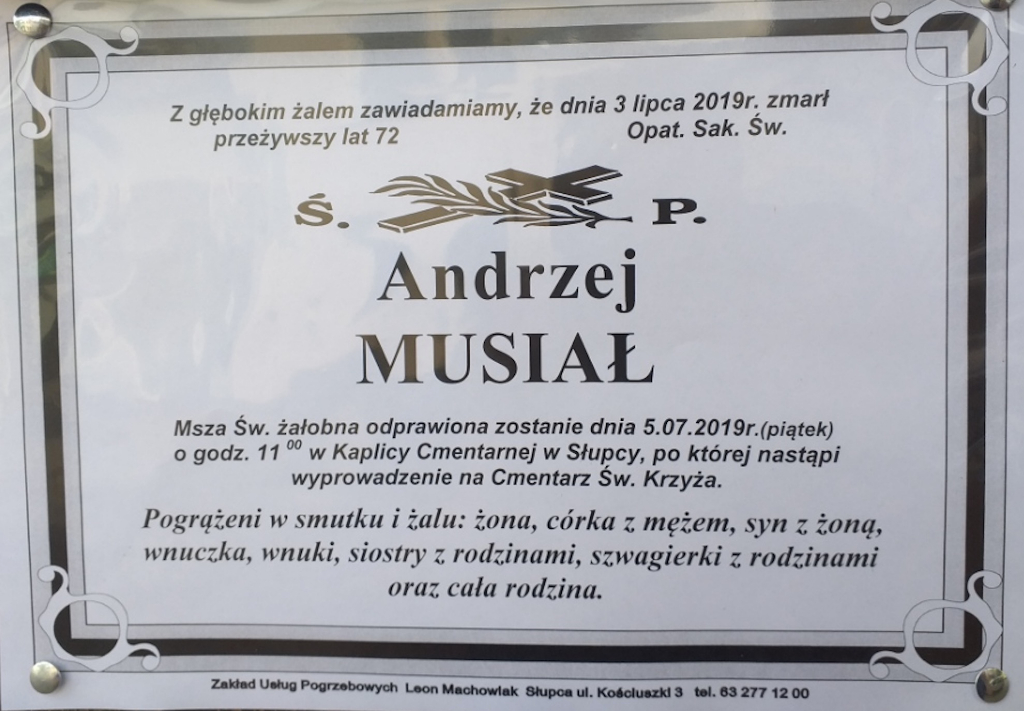 Z głębokim żalem zawiadamiamy, że dnia 3 lipca 2019r. zmarł
przeżywszy lat 72 Opat. Sak. Św.
Ś. P.
Andrzej
MUSIAŁ
Msza Św. żałobna odprawiona zostanie dnia 5.07.2019r.(piątek)
o godz. 11 00 w Kaplicy Cmentarnej w Słupcy, po której nastąpi
wyprowadzenie na Cmentarz Św. Krzyża.
Pogrążeni w smutku i żalu: żona, córka z mężem, syn z żoną,
wnuczka, wnuki, siostry z rodzinami, szwagierki z rodzinami
oraz cała rodzina.
Zakład Usług Pogrzebowych Leon Machowiak Słupca ul. Kościuszki 3 tel. 63 277 12 00